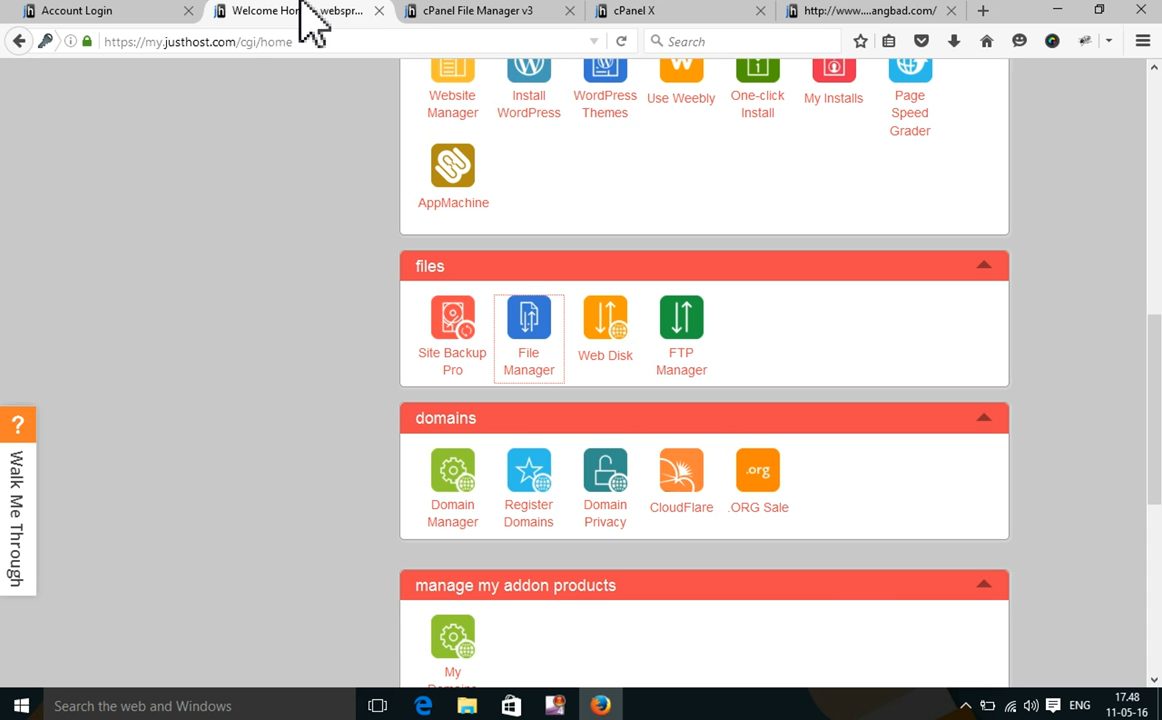 Account Login
Welcome Hor
webspr...
cPanel File Manager v3
cPanel X
http://www....angbad.com/
https://my.justhost.com/cgi/home
Search
Website Manager
Install WordPress
WordPress Themes
Use Weebly
One-click Install
My Installs
Page Speed Grader
AppMachine
files
Site Backup Pro
File Manager
Web Disk
FTP Manager
domains
Domain Manager
Register Domains
Domain Privacy
CloudFlare
.org
.ORG Sale
manage my addon products
My
? Walk Me Through
Search the web and Windows
ENG
17.48
11-05-16